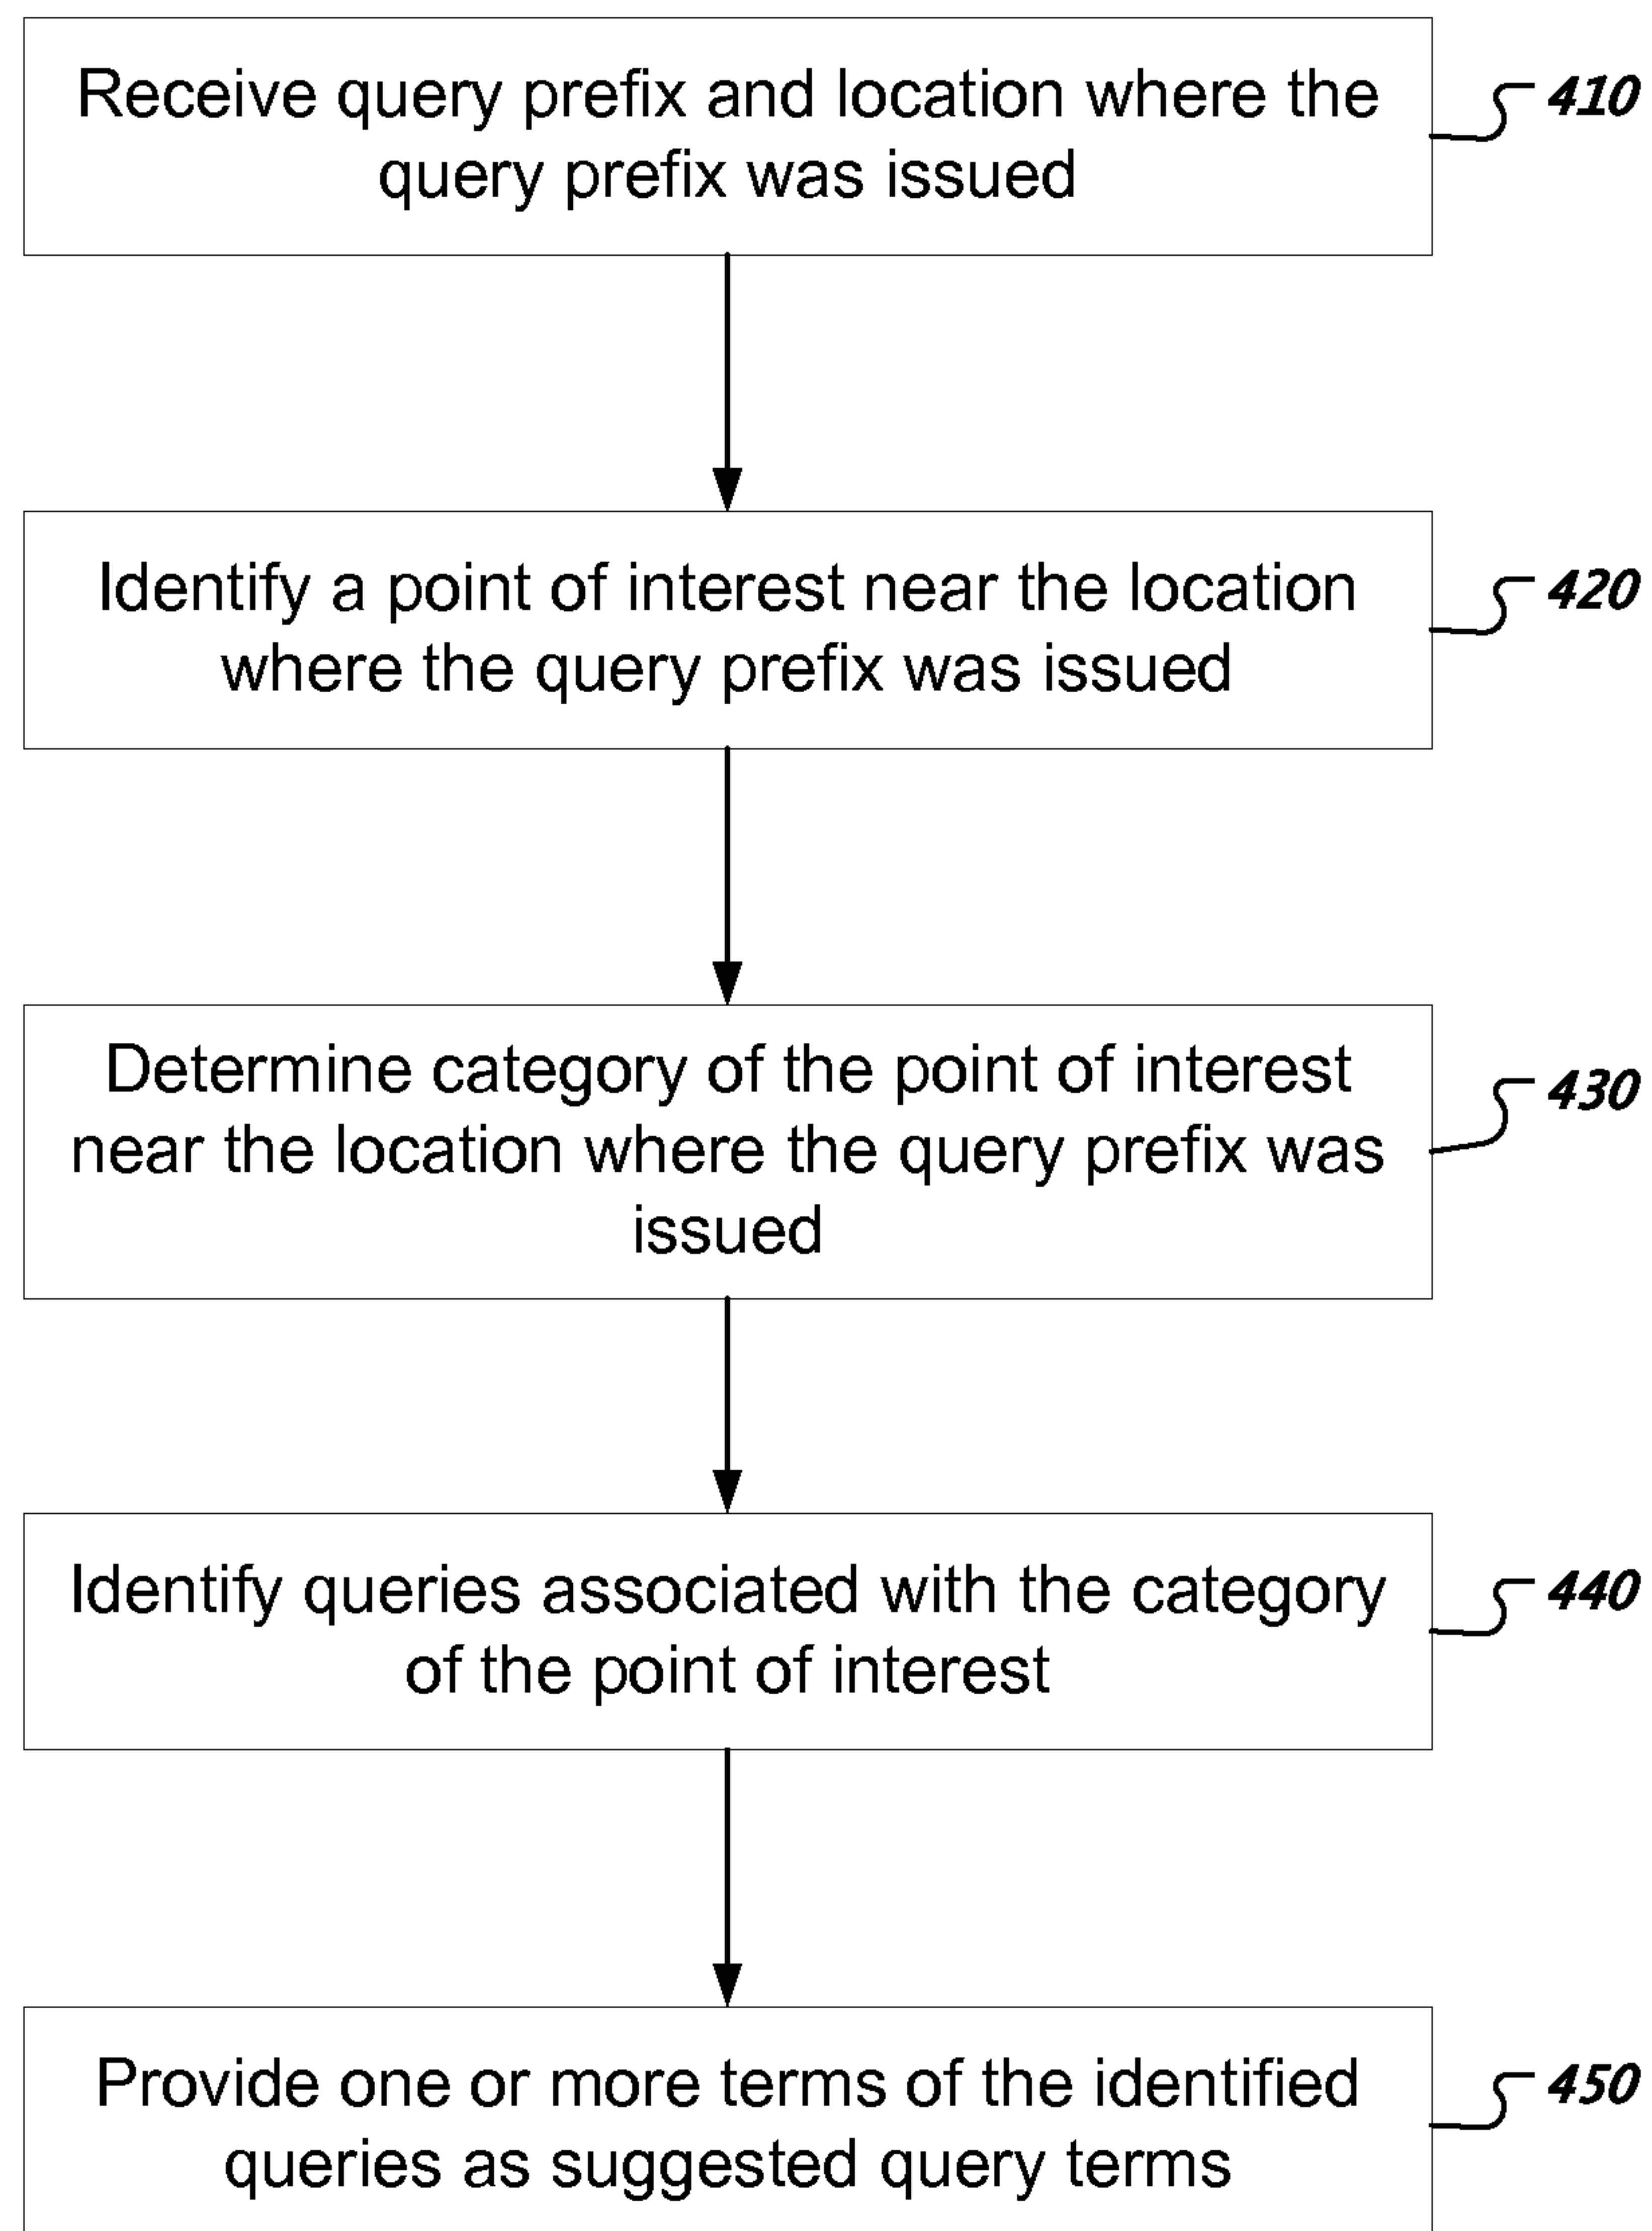 Receive query prefix and location where the
query prefix was issued
410
Identify a point of interest near the location
where the query prefix was issued
420
Determine category of the point of interest
near the location where the query prefix was
issued
430
Identify queries associated with the category
of the point of interest
440
Provide one or more terms of the identified
queries as suggested query terms
450